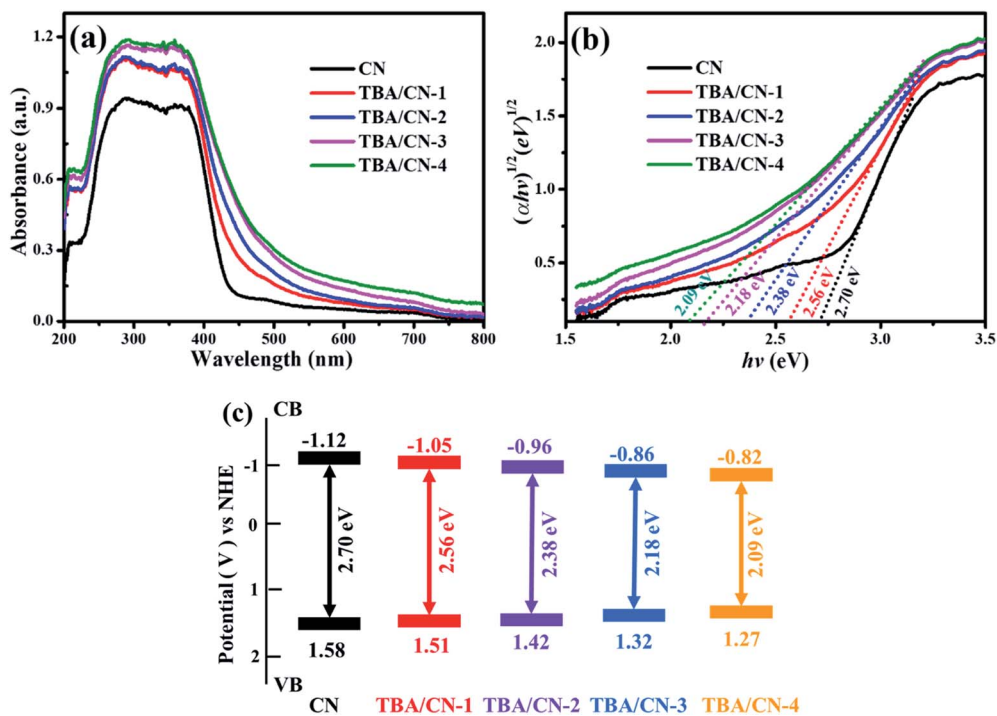 (a)
CN
TBA/CN-1
TBA/CN-2
TBA/CN-3
TBA/CN-4
Absorbance (a.u.)
1.2
0.9
0.6
0.3
0.0
200 300 400 500 600 700 800
Wavelength (nm)
(b)
CN
TBA/CN-1
TBA/CN-2
TBA/CN-3
TBA/CN-4
(αhν)^1/2 (eV)^1/2
2.0
1.5
1.0
0.5
2.09 eV
2.18 eV
2.38 eV
2.56 eV
2.70 eV
1.5 2.0 2.5 3.0 3.5
hν (eV)
(c)
CB
Potential ( V ) vs NHE
-1
0
1
2
VB
-1.12 -1.05 -0.96 -0.86 -0.82
2.70 eV 2.56 eV 2.38 eV 2.18 eV 2.09 eV
1.58 1.51 1.42 1.32 1.27
CN TBA/CN-1 TBA/CN-2 TBA/CN-3 TBA/CN-4